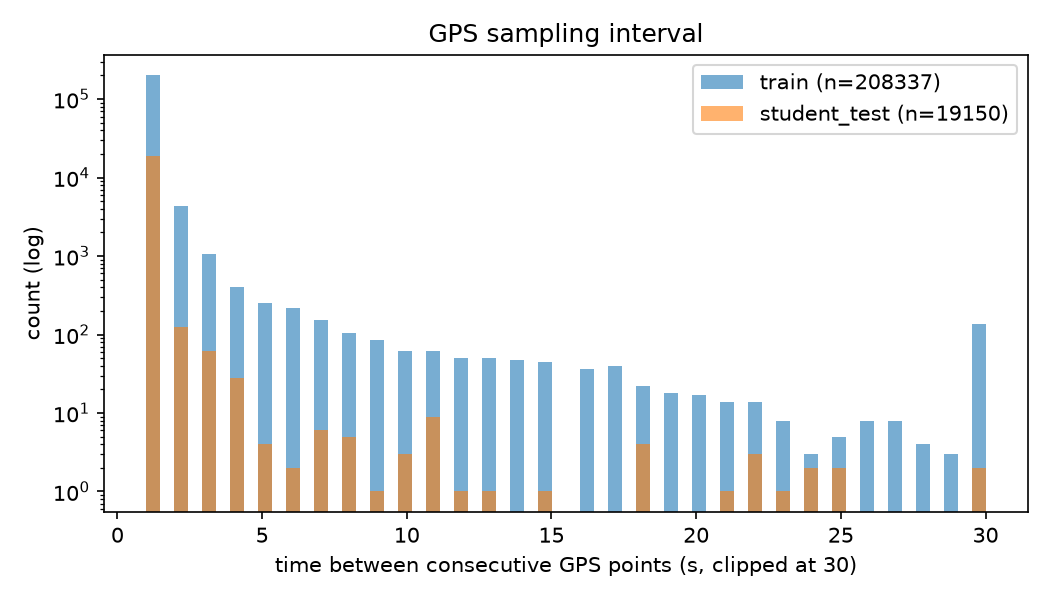 GPS sampling interval
train (n=208337)
student_test (n=19150)
count (log)
10^5
10^4
10^3
10^2
10^1
10^0
0 5 10 15 20 25 30
time between consecutive GPS points (s, clipped at 30)